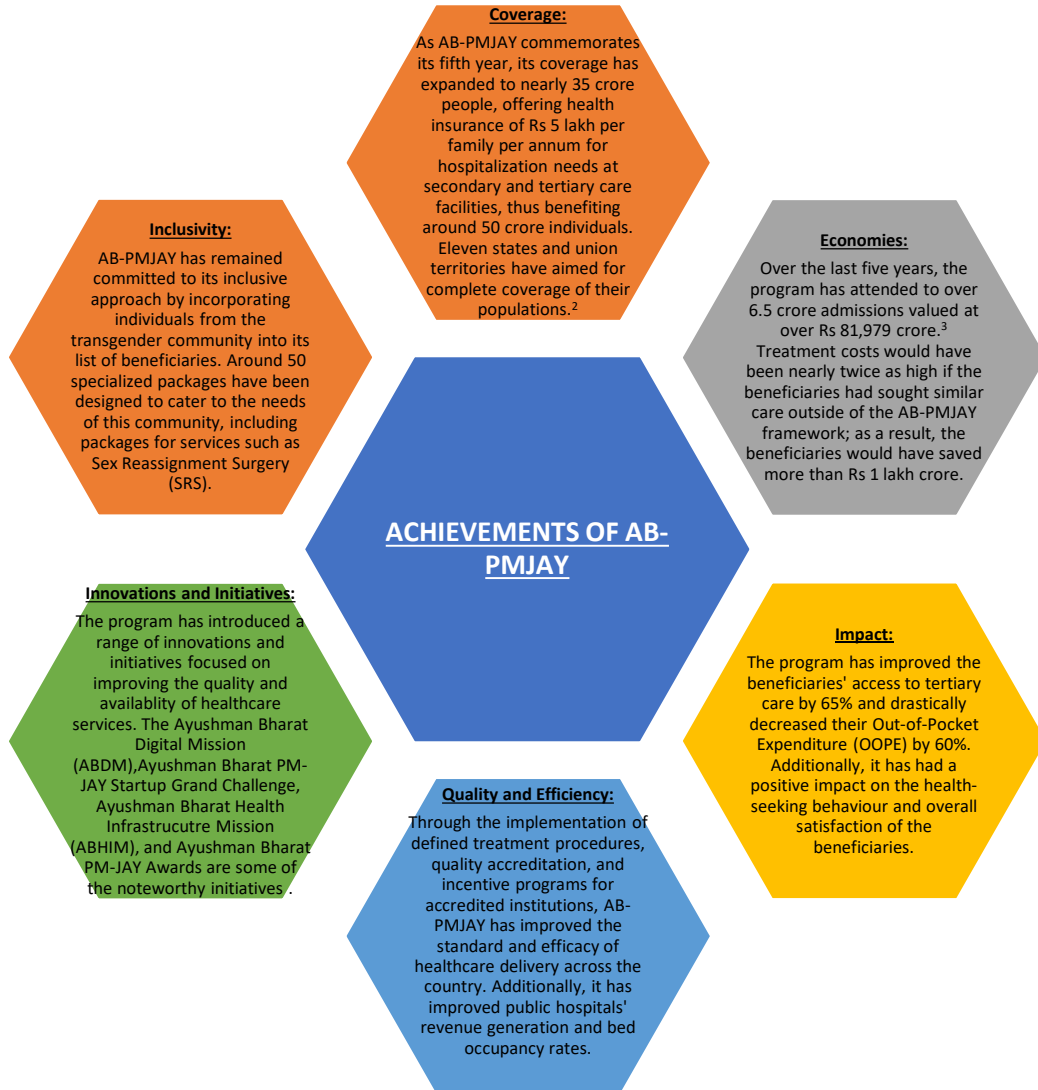 Coverage:
As AB-PMJAY commemorates
its fifth year, its coverage has
expanded to nearly 35 crore
people, offering health
insurance of Rs 5 lakh per
family per annum for
hospitalization needs at
secondary and tertiary care
facilities, thus benefiting
around 50 crore individuals.
Eleven states and union
territories have aimed for
complete coverage of their
populations.²
Inclusivity:
AB-PMJAY has remained
committed to its inclusive
approach by incorporating
individuals from the
transgender community into its
list of beneficiaries. Around 50
specialized packages have been
designed to cater to the needs
of this community, including
packages for services such as
Sex Reassignment Surgery
(SRS).
Economies:
Over the last five years, the
program has attended to over
6.5 crore admissions valued at
over Rs 81,979 crore.³
Treatment costs would have
been nearly twice as high if the
beneficiaries had sought similar
care outside of the AB-PMJAY
framework; as a result, the
beneficiaries would have saved
more than Rs 1 lakh crore.
ACHIEVEMENTS OF AB-
PMJAY
Innovations and Initiatives:
The program has introduced a
range of innovations and
initiatives focused on
improving the quality and
availablity of healthcare
services. The Ayushman Bharat
Digital Mission
(ABDM),Ayushman Bharat PM-
JAY Startup Grand Challenge,
Ayushman Bharat Health
Infrastrucutre Mission
(ABHIM), and Ayushman Bharat
PM-JAY Awards are some of
the noteworthy initiatives .
Impact:
The program has improved the
beneficiaries' access to tertiary
care by 65% and drastically
decreased their Out-of-Pocket
Expenditure (OOPE) by 60%.
Additionally, it has had a
positive impact on the health-
seeking behaviour and overall
satisfaction of the
beneficiaries.
Quality and Efficiency:
Through the implementation of
defined treatment procedures,
quality accreditation, and
incentive programs for
accredited institutions, AB-
PMJAY has improved the
standard and efficacy of
healthcare delivery across the
country. Additionally, it has
improved public hospitals'
revenue generation and bed
occupancy rates.